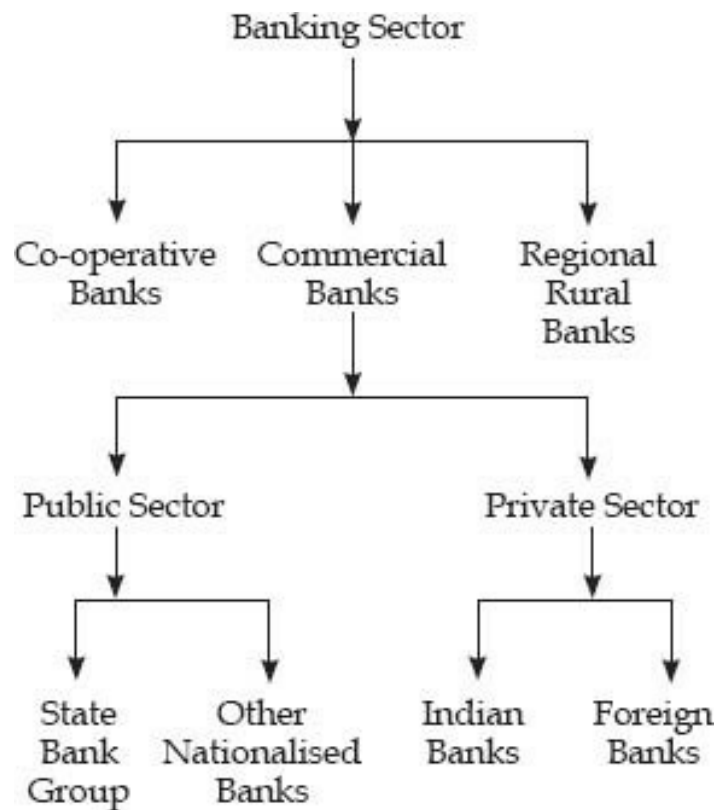 Banking Sector
Co-operative
Banks
Commercial
Banks
Regional
Rural
Banks
Public Sector
Private Sector
State
Bank
Group
Other
Nationalised
Banks
Indian
Banks
Foreign
Banks